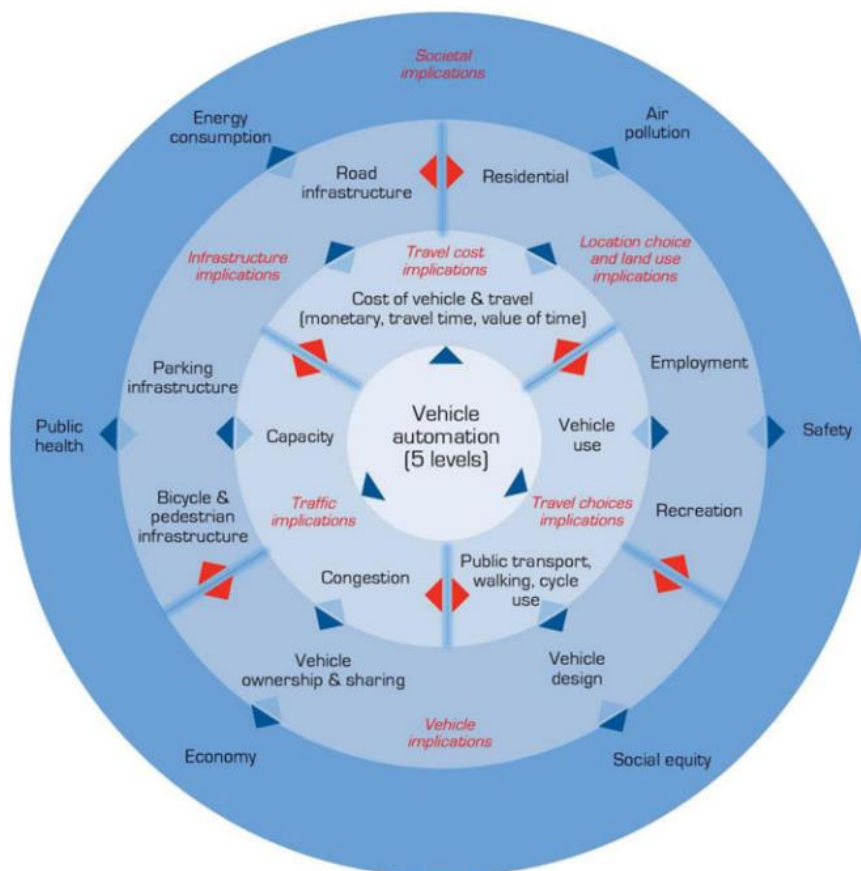 Societal
implications
Energy
consumption
Air
pollution
Road
infrastructure
Residential
Infrastructure
implications
Travel cost
implications
Location choice
and land use
implications
Cost of vehicle & travel
(monetary, travel time, value of time)
Parking
infrastructure
Employment
Public
health
Capacity
Vehicle
automation
(5 levels)
Vehicle
use
Safety
Bicycle &
pedestrian
infrastructure
Traffic
implications
Travel choices
implications
Recreation
Congestion
Public transport,
walking, cycle
use
Vehicle
ownership & sharing
Vehicle
design
Vehicle
implications
Economy
Social equity